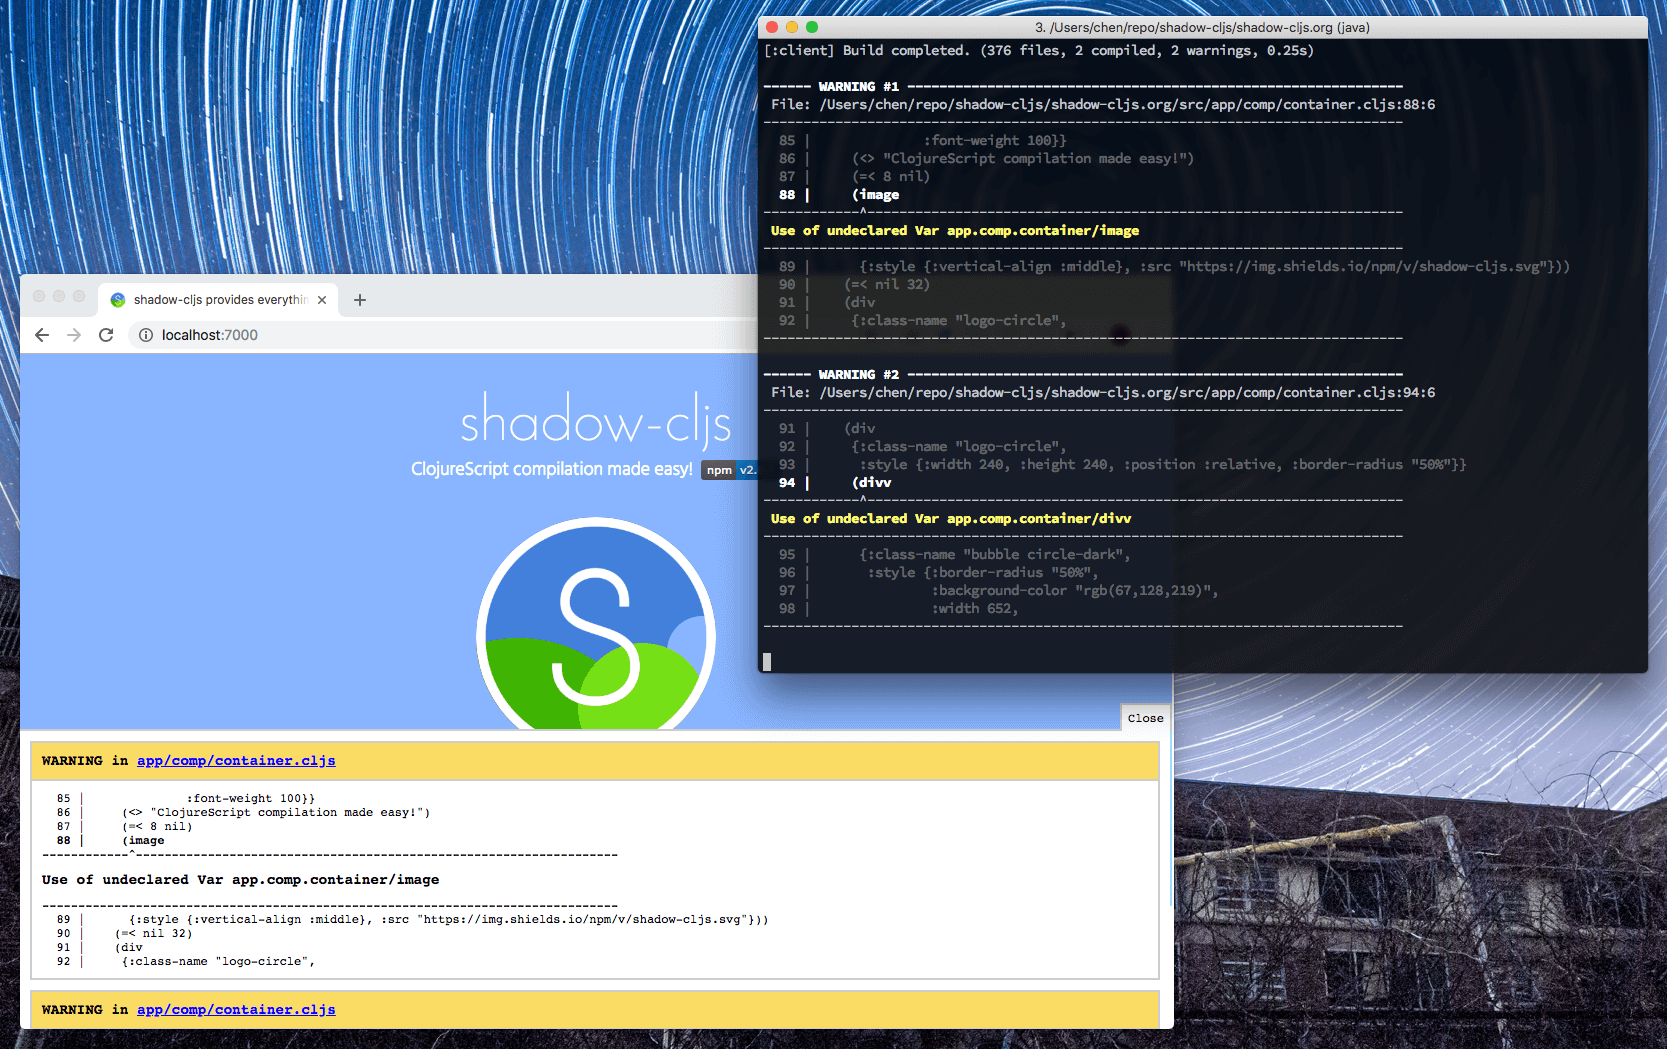 3. /Users/chen/repo/shadow-cljs/shadow-cljs.org (java)
[:client] Build completed. (376 files, 2 compiled, 2 warnings, 0.25s)
------ WARNING #1 --------------------------------------------------------------
File: /Users/chen/repo/shadow-cljs/shadow-cljs.org/src/app/comp/container.cljs:88:6
--------------------------------------------------------------------------------
85 |              :font-weight 100}}
86 |     (<> "ClojureScript compilation made easy!")
87 |     (=< 8 nil)
88 |     (image
------------^-------------------------------------------------------------------
Use of undeclared Var app.comp.container/image
--------------------------------------------------------------------------------
89 |      {:style {:vertical-align :middle}, :src "https://img.shields.io/npm/v/shadow-cljs.svg"}))
90 |    (=< nil 32)
91 |    (div
92 |     {:class-name "logo-circle",
--------------------------------------------------------------------------------
------ WARNING #2 --------------------------------------------------------------
File: /Users/chen/repo/shadow-cljs/shadow-cljs.org/src/app/comp/container.cljs:94:6
--------------------------------------------------------------------------------
91 |    (div
92 |     {:class-name "logo-circle",
93 |      :style {:width 240, :height 240, :position :relative, :border-radius "50%"}}
94 |     (divv
------------^-------------------------------------------------------------------
Use of undeclared Var app.comp.container/divv
--------------------------------------------------------------------------------
95 |      {:class-name "bubble circle-dark",
96 |       :style {:border-radius "50%",
97 |               :background-color "rgb(67,128,219)",
98 |               :width 652,
--------------------------------------------------------------------------------
shadow-cljs provides everythin
localhost:7000
shadow-cljs
ClojureScript compilation made easy! npm v2.
S
Close
WARNING in app/comp/container.cljs
85 |              :font-weight 100}}
86 |     (<> "ClojureScript compilation made easy!")
87 |     (=< 8 nil)
88 |     (image
------------^-------------------------------------------------------------------
Use of undeclared Var app.comp.container/image
--------------------------------------------------------------------------------
89 |      {:style {:vertical-align :middle}, :src "https://img.shields.io/npm/v/shadow-cljs.svg"}))
90 |    (=< nil 32)
91 |    (div
92 |     {:class-name "logo-circle",
WARNING in app/comp/container.cljs